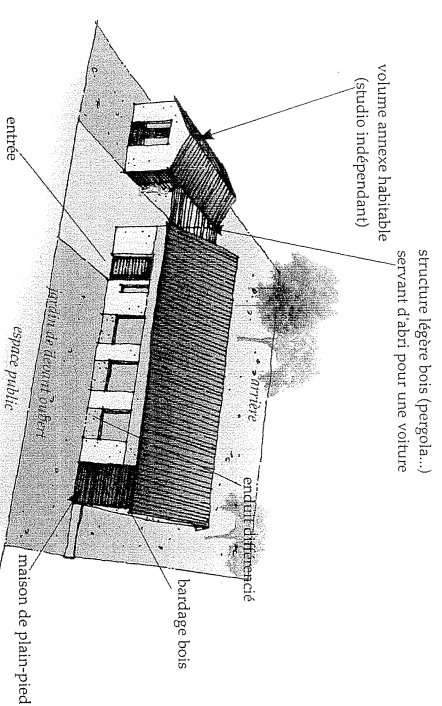 structure légère bois (pergola...)
servant d'abri pour une voiture
volume annexe habitable
(studio indépendant)
arrière
enduit différencié
bardage bois
maison de plain-pied
entrée
jardin de devant ouvert
espace public